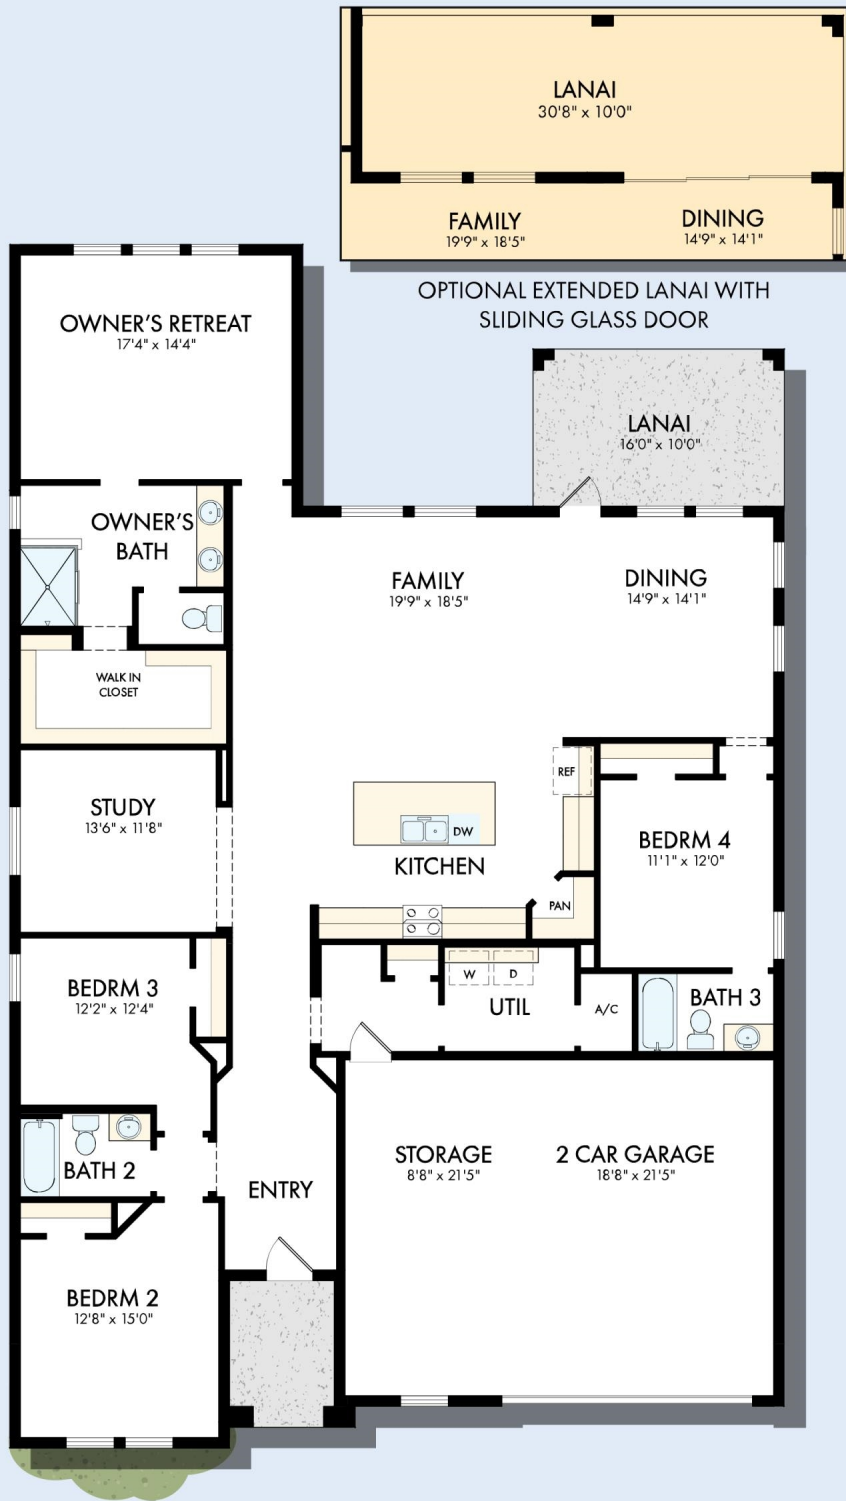 LANAI
30'8" x 10'0"
FAMILY
19'9" x 18'5"
DINING
14'9" x 14'1"
OPTIONAL EXTENDED LANAI WITH
SLIDING GLASS DOOR
OWNER'S RETREAT
17'4" x 14'4"
LANAI
16'0" x 10'0"
OWNER'S
BATH
FAMILY
19'9" x 18'5"
DINING
14'9" x 14'1"
WALK IN
CLOSET
STUDY
13'6" x 11'8"
REF
DW
KITCHEN
BEDRM 4
11'1" x 12'0"
PAN
BEDRM 3
12'2" x 12'4"
W
D
UTIL
A/C
BATH 3
BATH 2
ENTRY
STORAGE
8'8" x 21'5"
2 CAR GARAGE
18'8" x 21'5"
BEDRM 2
12'8" x 15'0"